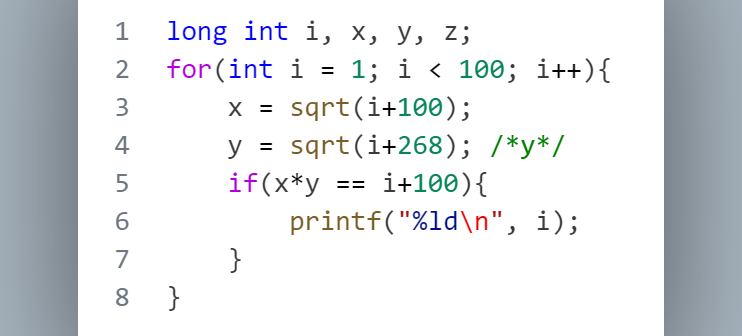 1 long int i, x, y, z;
2 for(int i = 1; i < 100; i++){
3     x = sqrt(i+100);
4     y = sqrt(i+268); /*y*/
5     if(x*y == i+100){
6         printf("%ld\n", i);
7     }
8 }